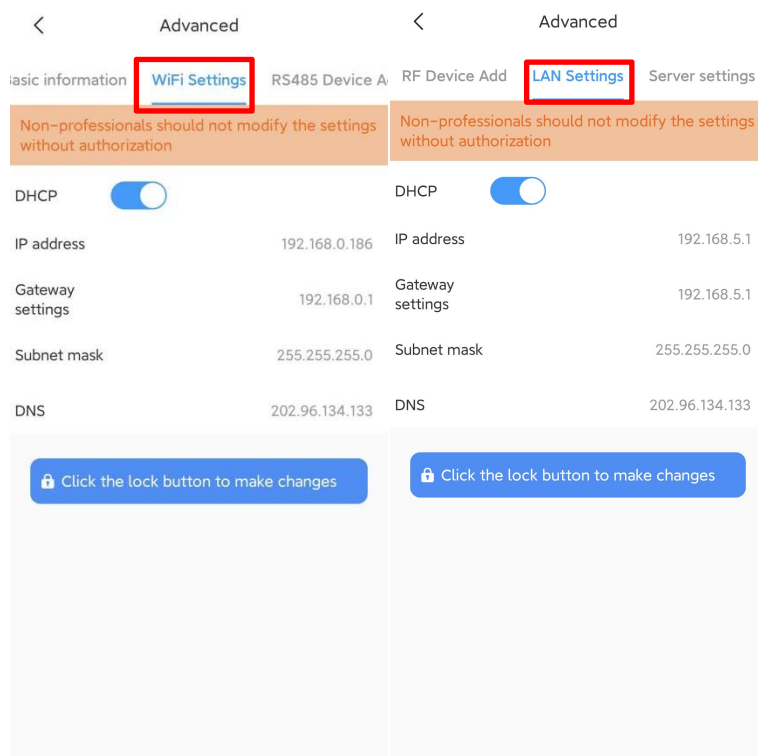 Advanced
Basic information WiFi Settings RS485 Device A
Non-professionals should not modify the settings
without authorization
DHCP
IP address 192.168.0.186
Gateway
settings 192.168.0.1
Subnet mask 255.255.255.0
DNS 202.96.134.133
Click the lock button to make changes
Advanced
RF Device Add LAN Settings Server settings
Non-professionals should not modify the settings
without authorization
DHCP
IP address 192.168.5.1
Gateway
settings 192.168.5.1
Subnet mask 255.255.255.0
DNS 202.96.134.133
Click the lock button to make changes